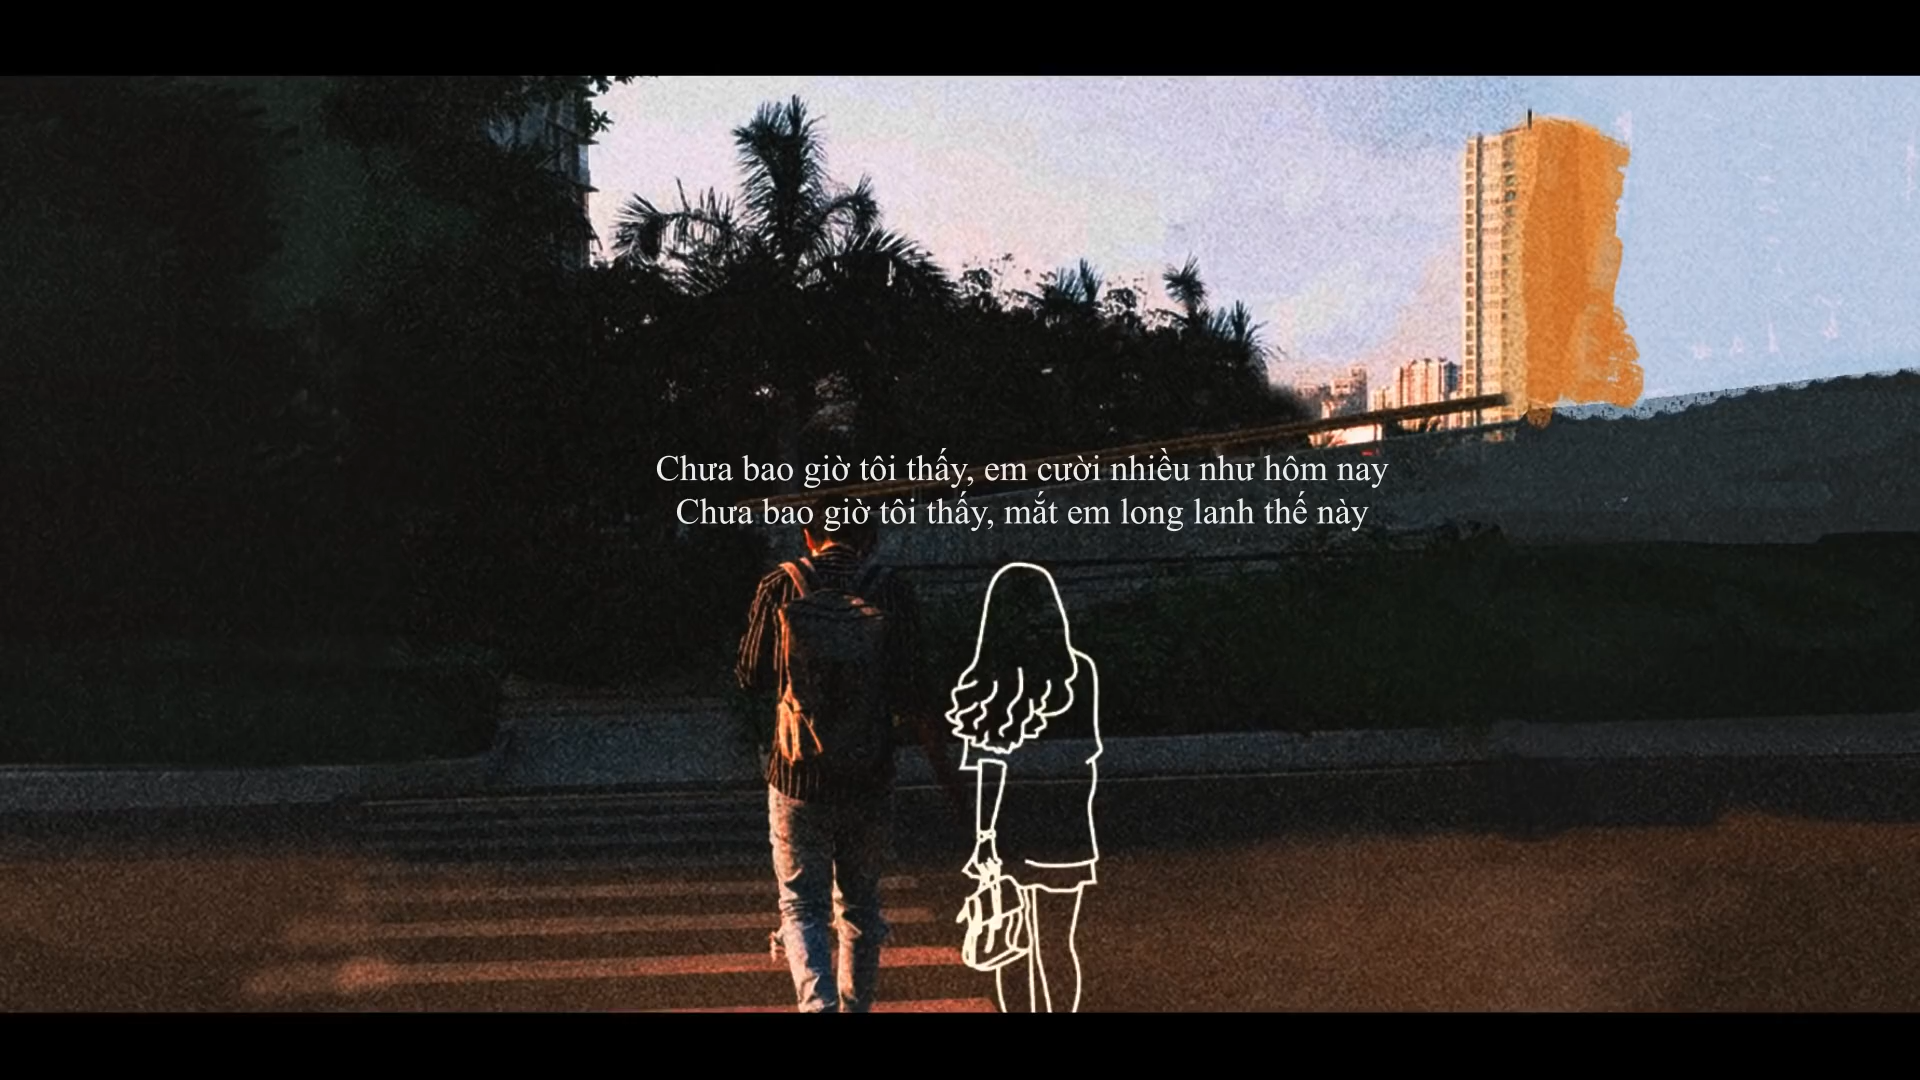 Chưa bao giờ tôi thấy, em cười nhiều như hôm nay
Chưa bao giờ tôi thấy, mắt em long lanh thế này